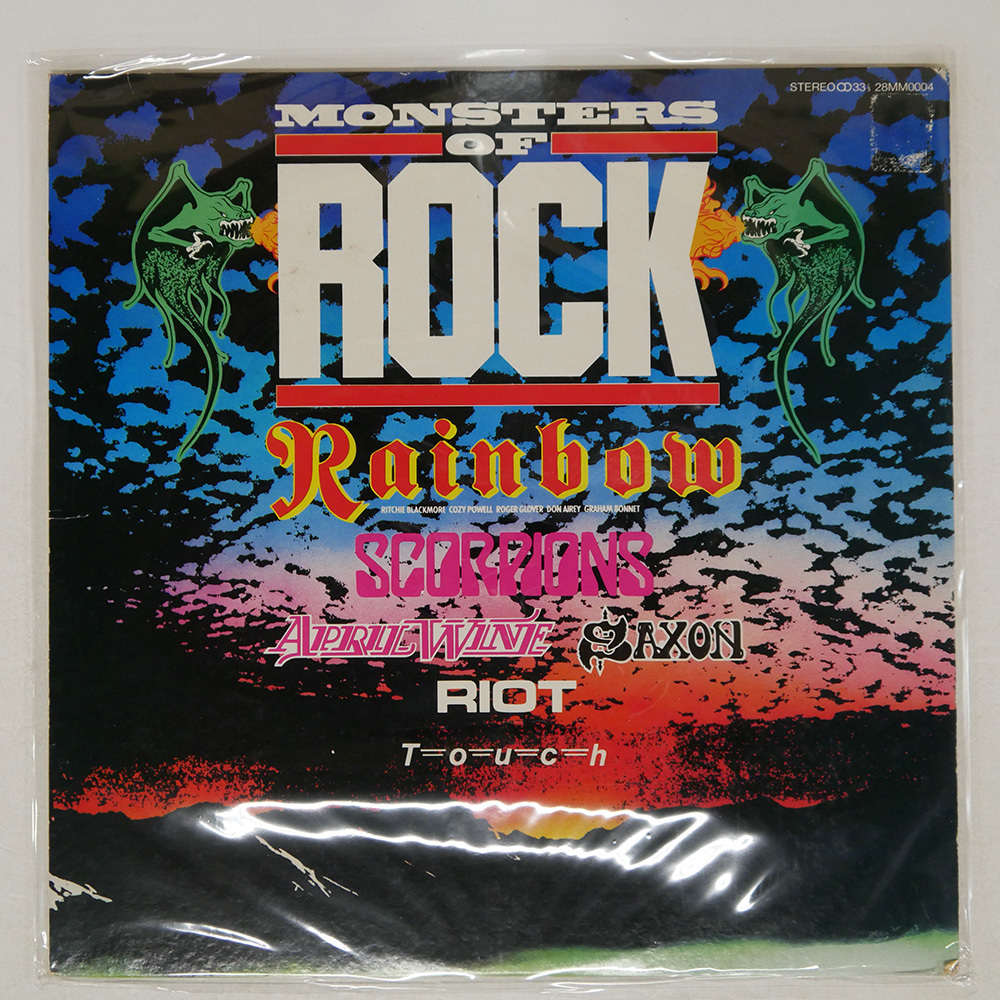 STEREO 33⅓ 28MM0004
MONSTERS
OF
ROCK
Rainbow
RITCHIE BLACKMORE COZY POWELL ROGER GLOVER DON AIREY GRAHAM BONNET
SCORPIONS
APRIL WINE SAXON
RIOT
T=o=u=c=h